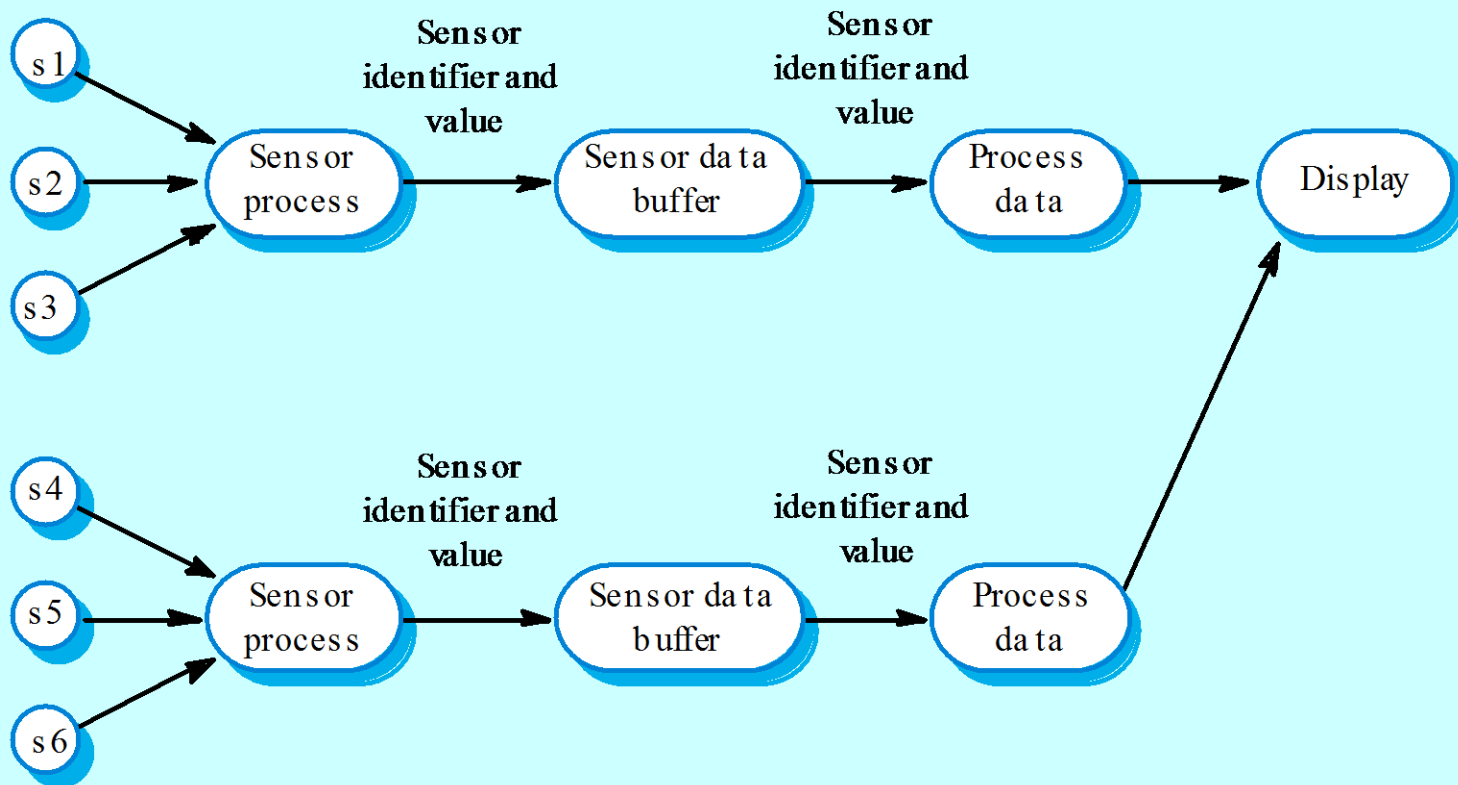 s1
s2
s3
Sensor
process
Sensor
identifier and
value
Sensor data
buffer
Sensor
identifier and
value
Process
data
Display
s4
s5
s6
Sensor
process
Sensor
identifier and
value
Sensor data
buffer
Sensor
identifier and
value
Process
data